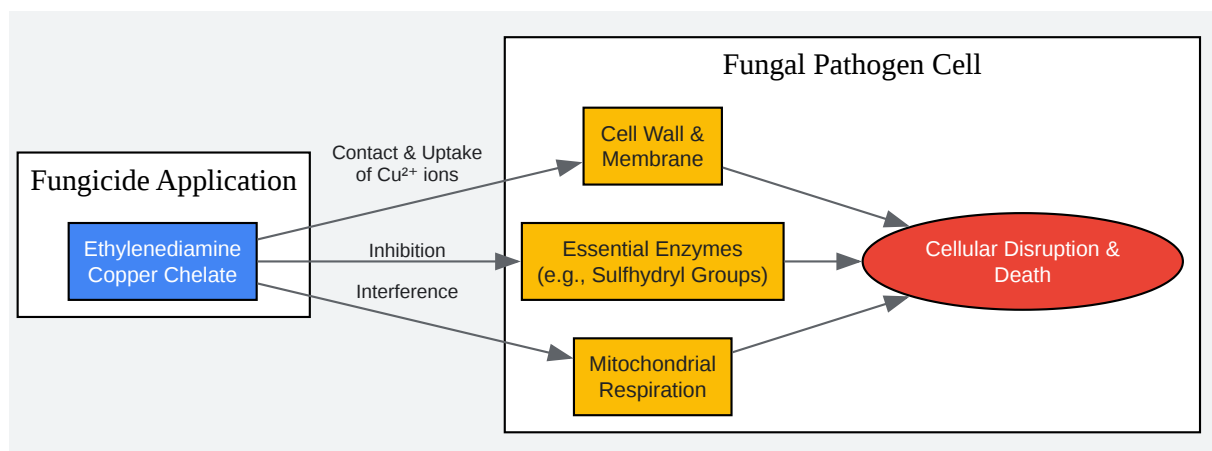 Fungicide Application
Ethylenediamine
Copper Chelate
Contact & Uptake
of Cu²⁺ ions
Inhibition
Interference
Fungal Pathogen Cell
Cell Wall &
Membrane
Essential Enzymes
(e.g., Sulfhydryl Groups)
Mitochondrial
Respiration
Cellular Disruption &
Death